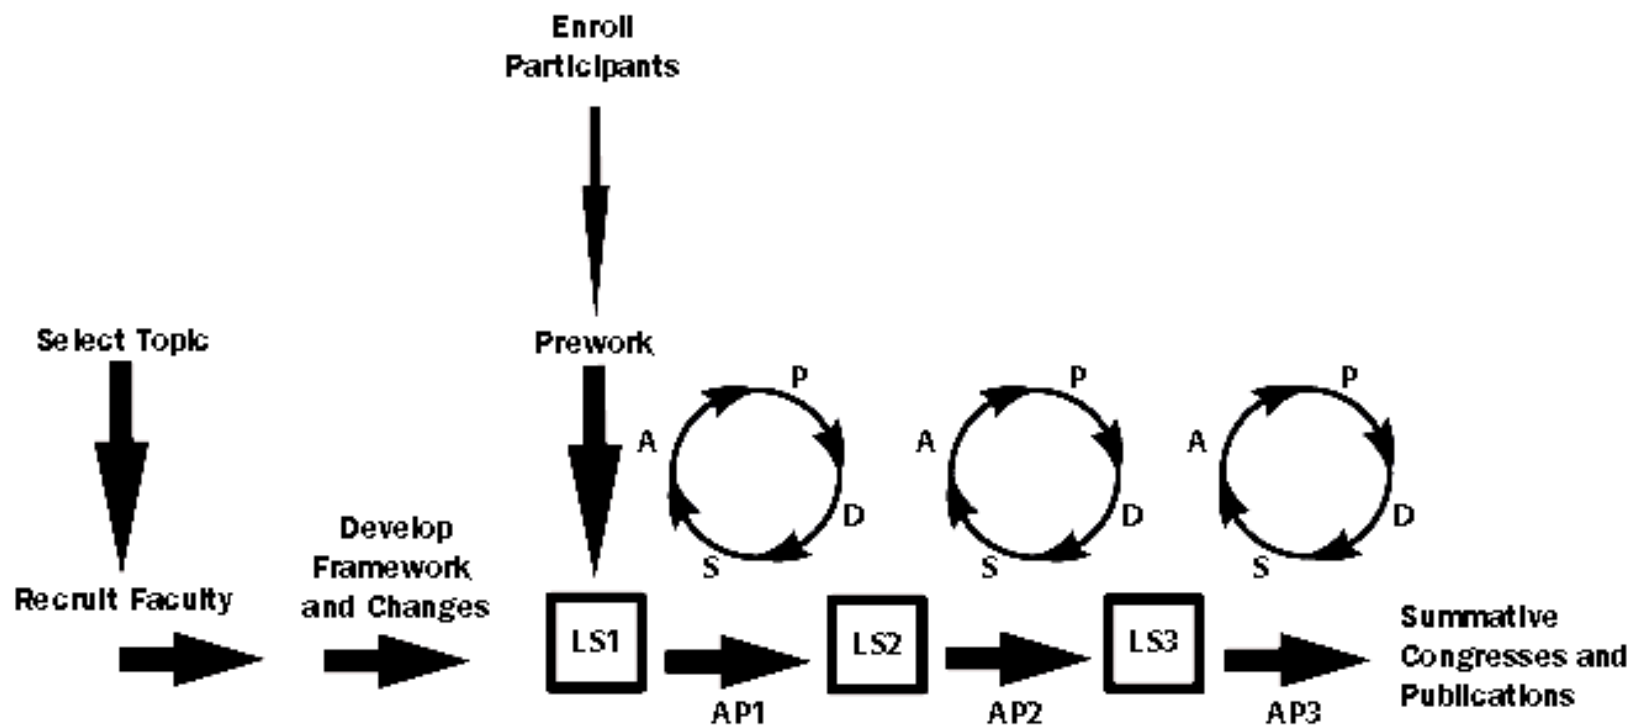 Enroll
Participants
Select Topic
Prework
P
A
D
S
P
A
D
S
P
A
D
S
Recruit Faculty
Develop
Framework
and Changes
LS1
AP1
LS2
AP2
LS3
AP3
Summative
Congresses and
Publications